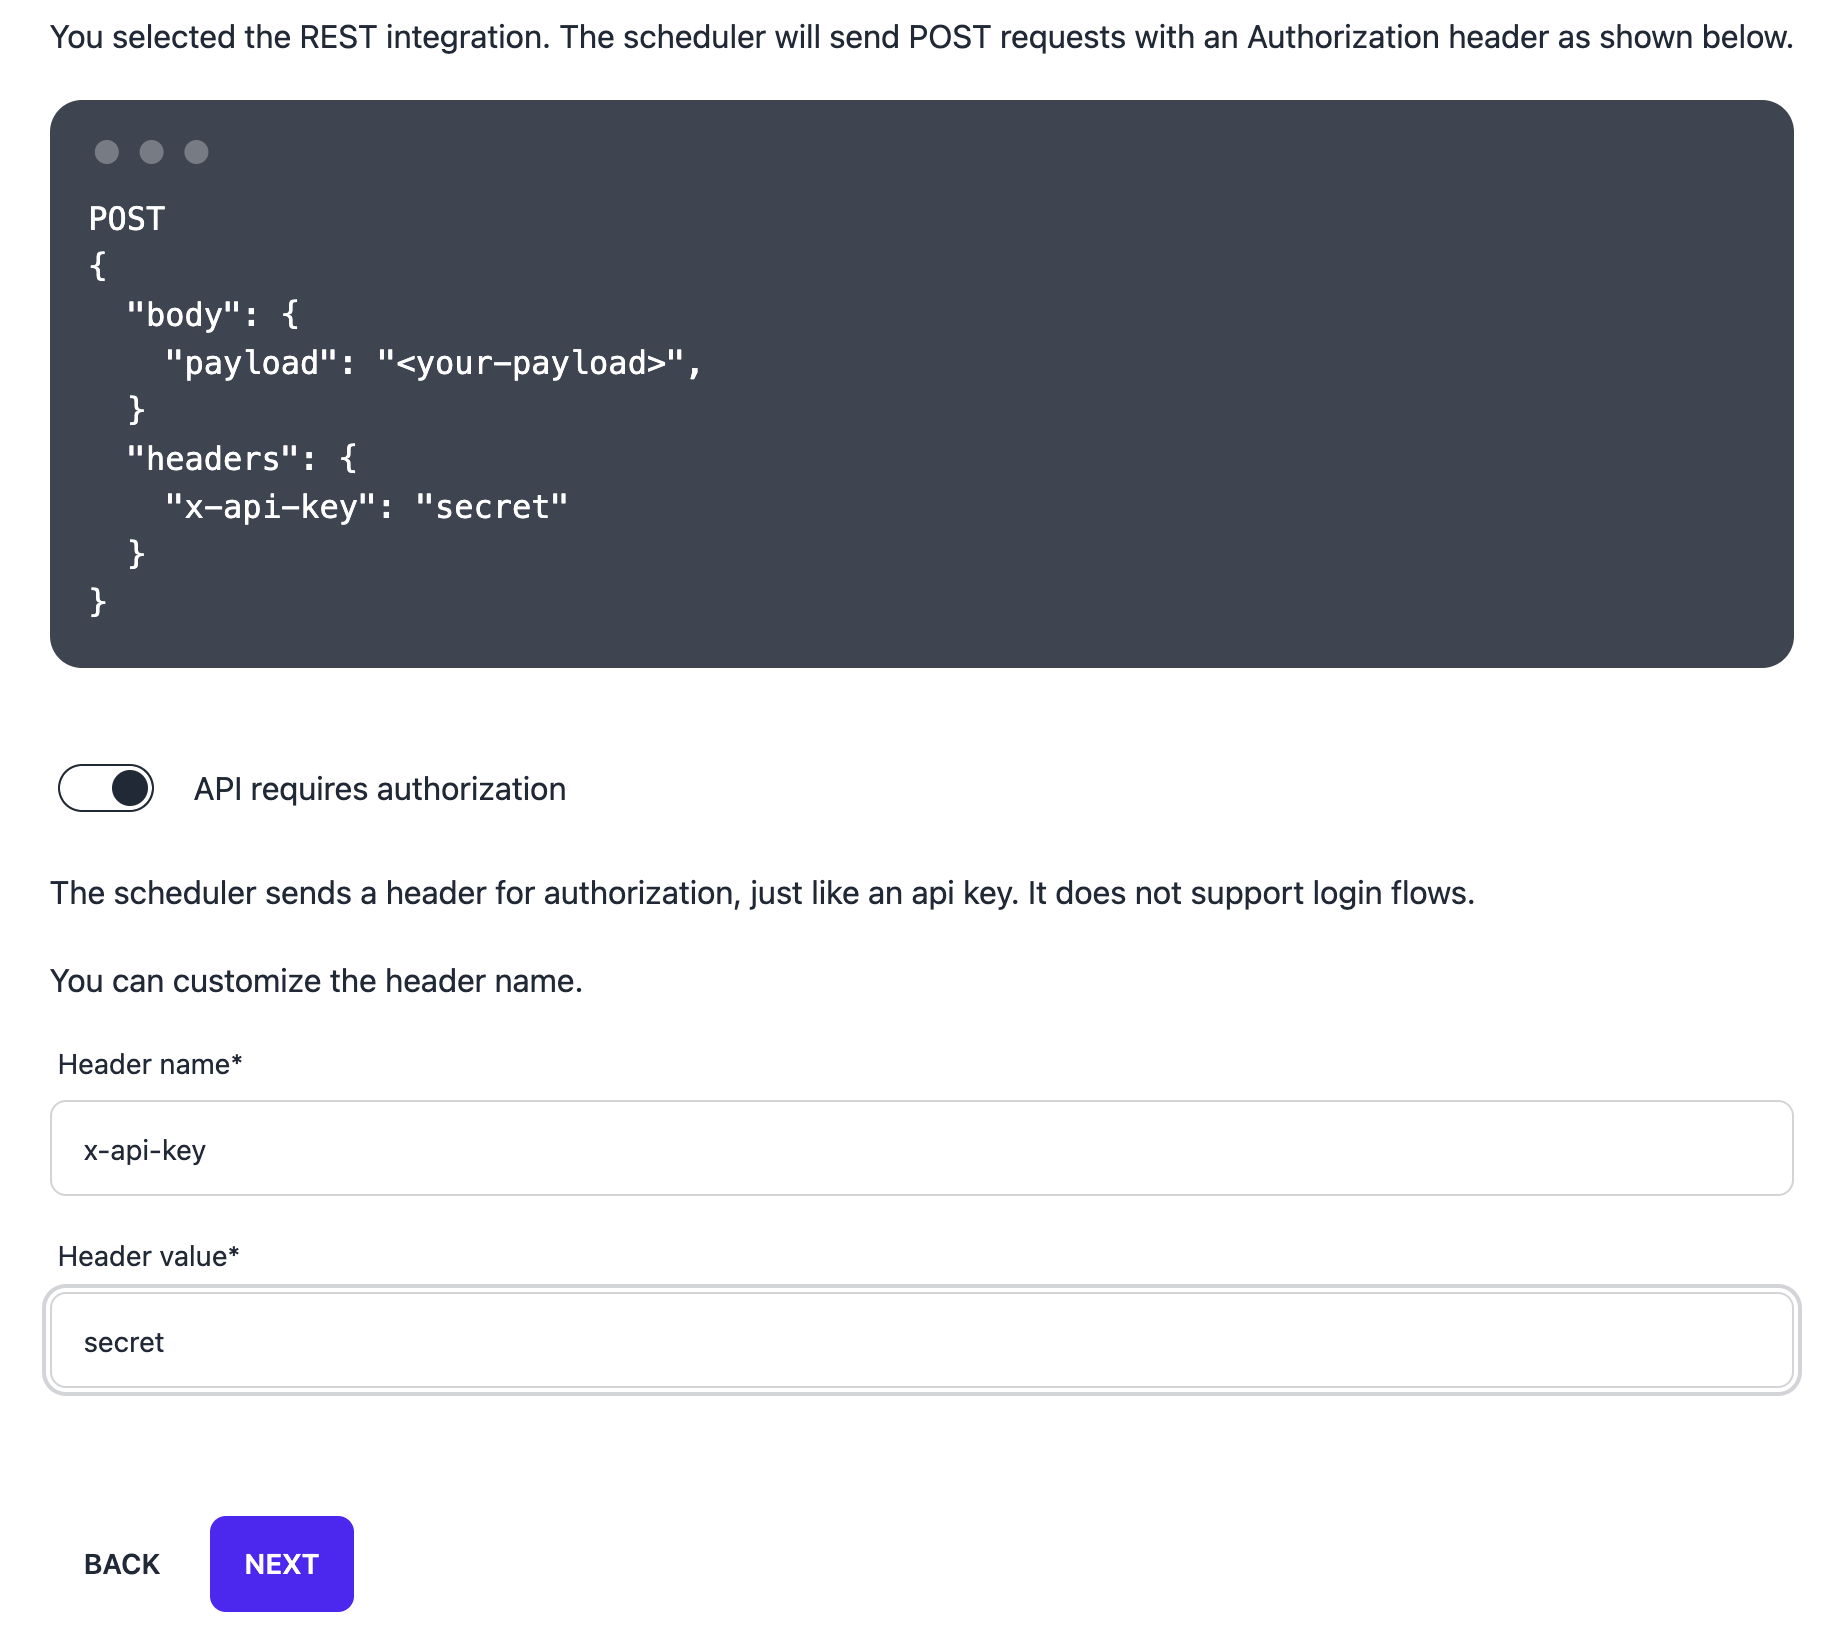 You selected the REST integration. The scheduler will send POST requests with an Authorization header as shown below.
POST
{
  "body": {
    "payload": "<your-payload>",
  }
  "headers": {
    "x-api-key": "secret"
  }
}
API requires authorization
The scheduler sends a header for authorization, just like an api key. It does not support login flows.
You can customize the header name.
Header name*
x-api-key
Header value*
secret
BACK NEXT